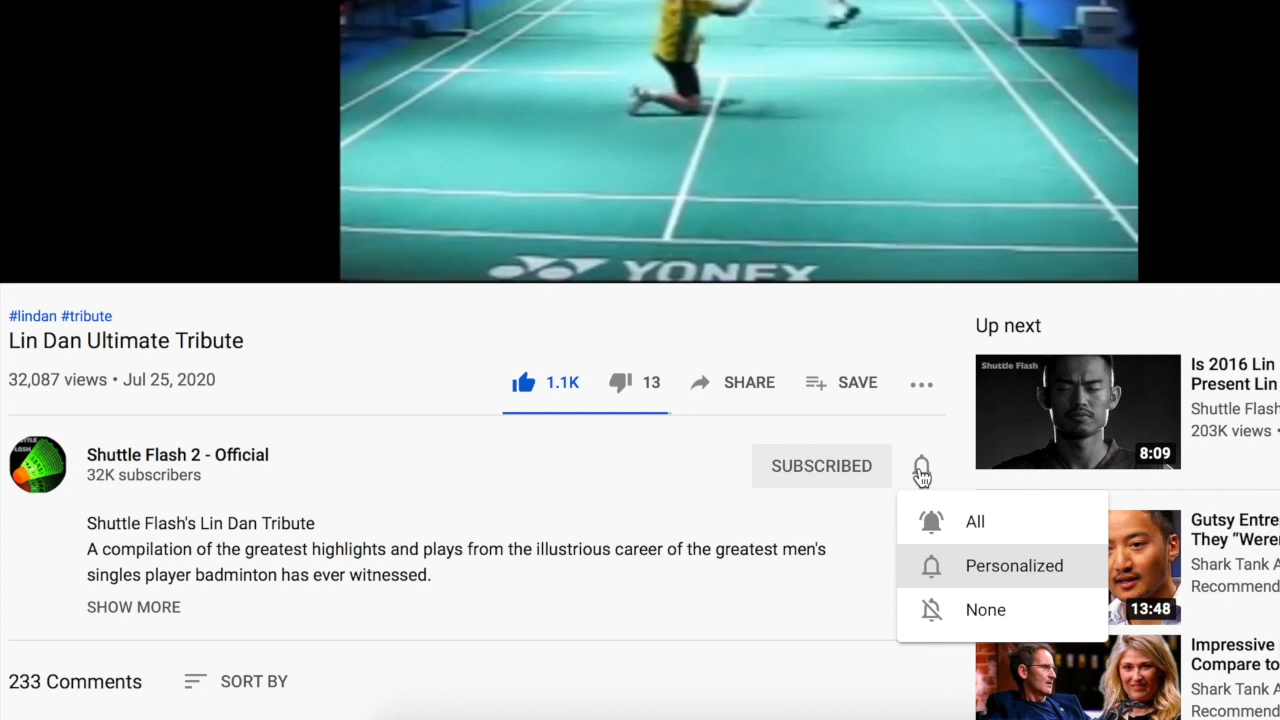 YONEX
#lindan #tribute
Lin Dan Ultimate Tribute
32,087 views • Jul 25, 2020
1.1K
13
SHARE
SAVE
Shuttle Flash 2 - Official
32K subscribers
SUBSCRIBED
Shuttle Flash's Lin Dan Tribute
A compilation of the greatest highlights and plays from the illustrious career of the greatest men's
singles player badminton has ever witnessed.
SHOW MORE
All
Personalized
None
233 Comments
SORT BY
Up next
Shuttle Flash
8:09
Is 2016 Lin
Present Lin
Shuttle Flash
203K views •
13:48
Gutsy Entre
They “Weren
Shark Tank A
Recommend
Impressive
Compare to
Shark Tank A
Recommend